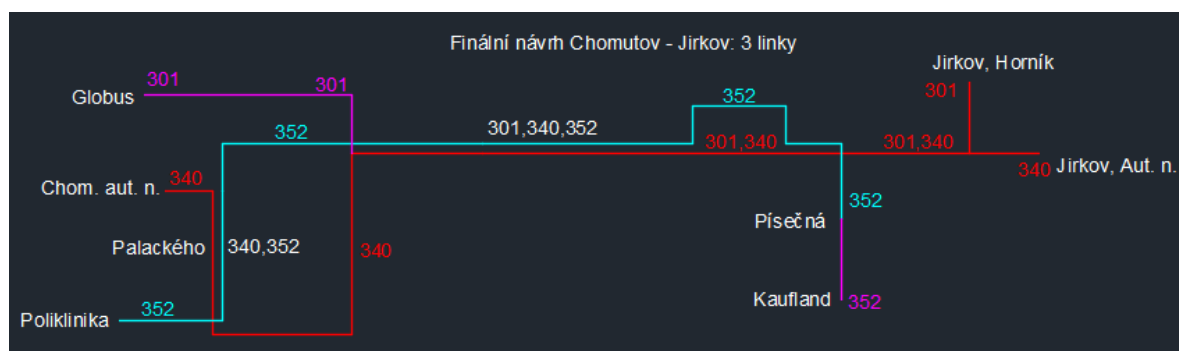 Finální návrh Chomutov - Jirkov: 3 linky
Jirkov, Horník
301
301
301
Globus
352
352
301,340,352
301,340
301,340
340
Jirkov, Aut. n.
Chom. aut. n.
340
352
Písečná
Palackého
340,352
340
Kaufland
352
352
Poliklinika